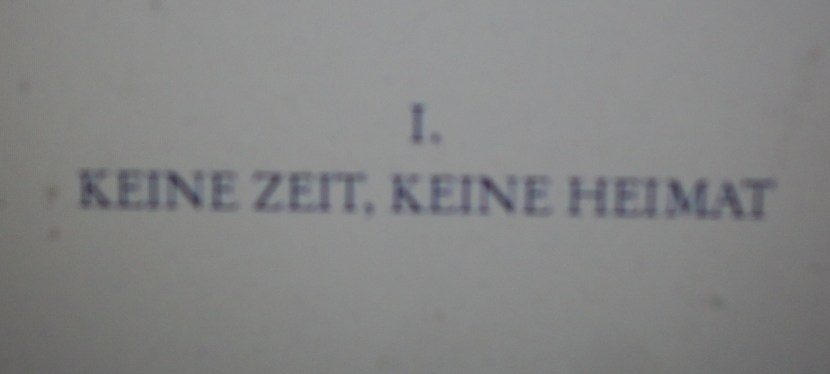 I.
KEINE ZEIT, KEINE HEIMAT